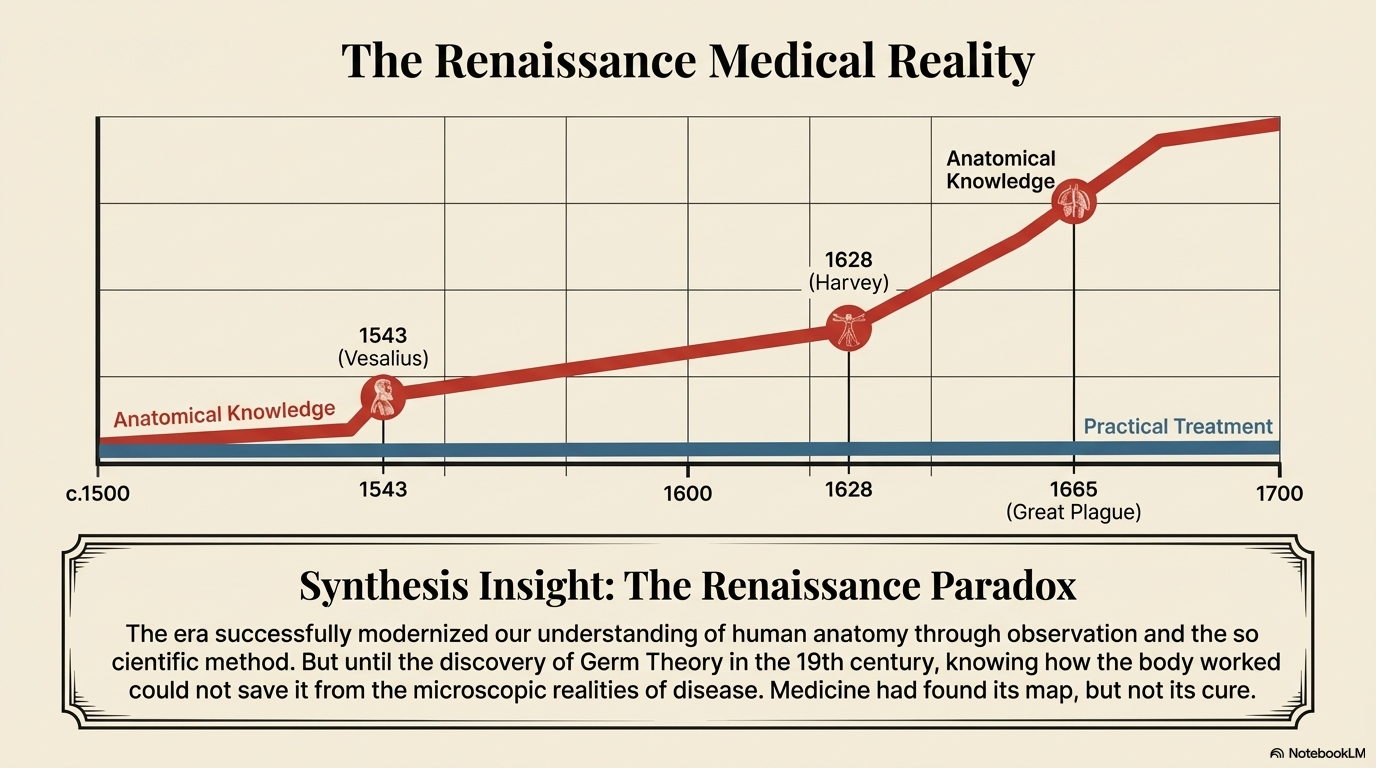 The Renaissance Medical Reality
Anatomical
Knowledge
1628
(Harvey)
1543
(Vesalius)
Anatomical Knowledge
Practical Treatment
c.1500
1543
1600
1628
1665
(Great Plague)
1700
Synthesis Insight: The Renaissance Paradox
The era successfully modernized our understanding of human anatomy through observation and the so
cientific method. But until the discovery of Germ Theory in the 19th century, knowing how the body worked
could not save it from the microscopic realities of disease. Medicine had found its map, but not its cure.
NotebookLM